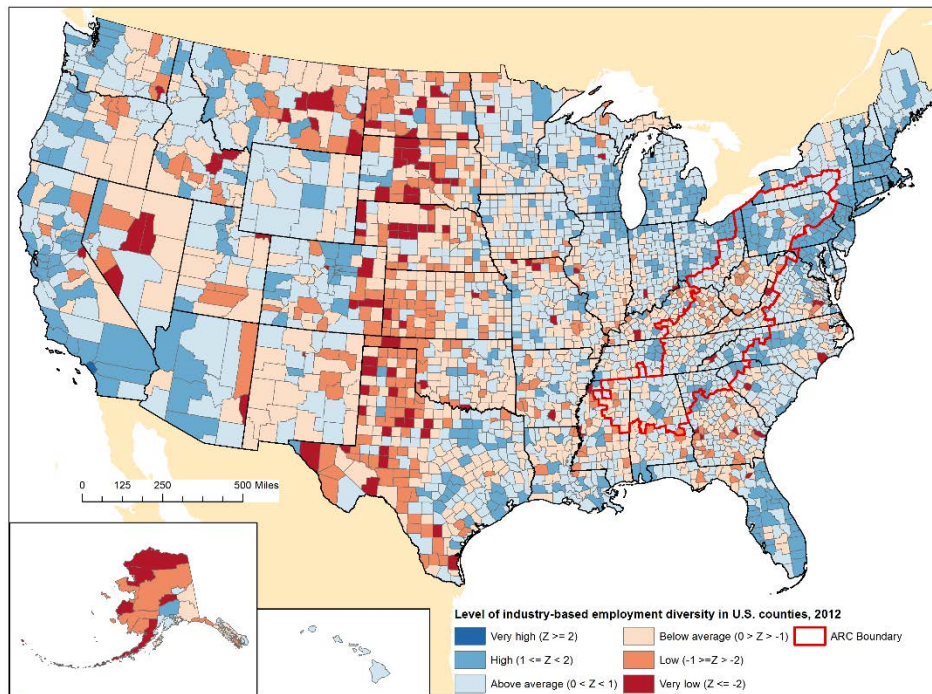 0 125 250 500 Miles
Level of industry-based employment diversity in U.S. counties, 2012
Very high (Z >= 2) Below average (0 > Z > -1) ARC Boundary
High (1 <= Z < 2) Low (-1 >=Z > -2)
Above average (0 < Z < 1) Very low (Z <= -2)